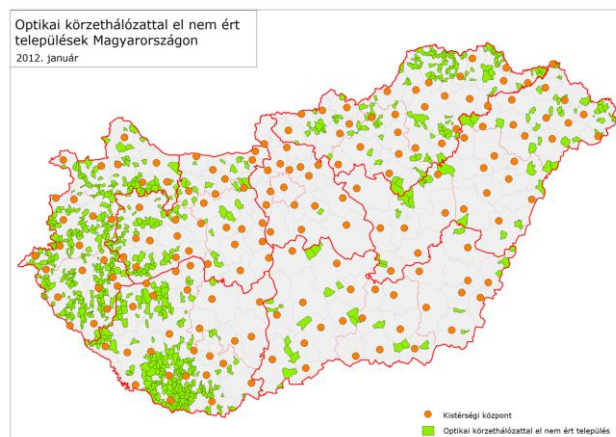 Optikai körzethálózattal el nem ért
települések Magyarországon
2012. január
Kistérségi központ
Optikai körzethálózattal el nem ért település